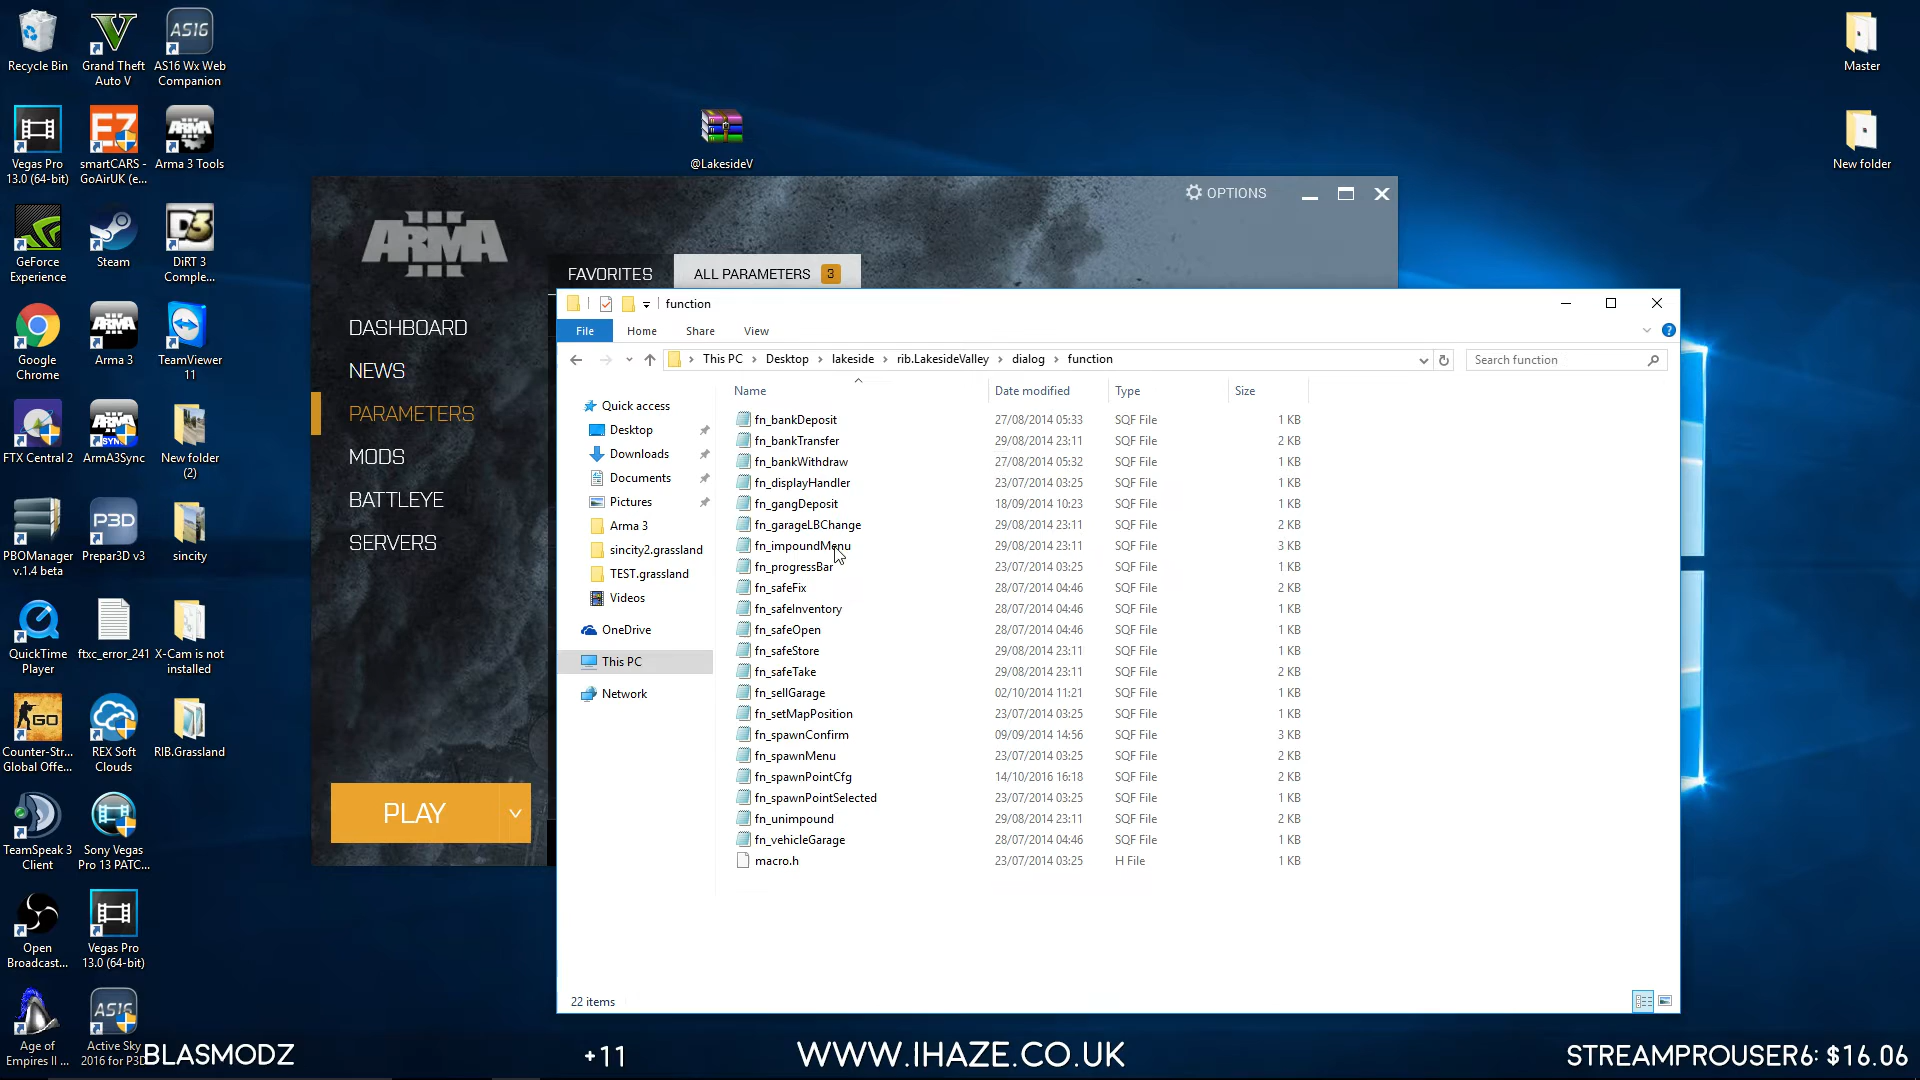 Recycle Bin
Grand Theft
Auto V
AS16
AS16 Wx Web
Companion
Vegas Pro
13.0 (64-bit)
smartCARS -
GoAirUK (e...
Arma 3 Tools
GeForce
Experience
Steam
DiRT 3
Comple...
Google
Chrome
Arma 3
TeamViewer
11
FTX Central 2
ArmA3Sync
New folder
(2)
PBOManager
v.1.4 beta
P3D
Prepar3D v3
sincity
QuickTime
Player
ftxc_error_241
X-Cam is not
installed
Counter-Str...
Global Offe...
REX Soft
Clouds
RIB.Grassland
TeamSpeak 3
Client
Sony Vegas
Pro 13 PATC...
Open
Broadcast...
Vegas Pro
13.0 (64-bit)
Age of
Empires II ...
AS16
Active Sky
2016 for P3D
@LakesideV
Master
New folder
ARMA III
OPTIONS
FAVORITES
ALL PARAMETERS 3
DASHBOARD
NEWS
PARAMETERS
MODS
BATTLEYE
SERVERS
PLAY
function
File Home Share View
This PC Desktop lakeside rib.LakesideValley dialog function
Search function
Quick access
Desktop
Downloads
Documents
Pictures
Arma 3
sincity2.grassland
TEST.grassland
Videos
OneDrive
This PC
Network
Name Date modified Type Size
fn_bankDeposit 27/08/2014 05:33 SQF File 1 KB
fn_bankTransfer 29/08/2014 23:11 SQF File 2 KB
fn_bankWithdraw 27/08/2014 05:32 SQF File 1 KB
fn_displayHandler 23/07/2014 03:25 SQF File 1 KB
fn_gangDeposit 18/09/2014 10:23 SQF File 1 KB
fn_garageLBChange 29/08/2014 23:11 SQF File 2 KB
fn_impoundMenu 29/08/2014 23:11 SQF File 3 KB
fn_progressBar 23/07/2014 03:25 SQF File 1 KB
fn_safeFix 28/07/2014 04:46 SQF File 2 KB
fn_safeInventory 28/07/2014 04:46 SQF File 1 KB
fn_safeOpen 28/07/2014 04:46 SQF File 1 KB
fn_safeStore 29/08/2014 23:11 SQF File 1 KB
fn_safeTake 29/08/2014 23:11 SQF File 2 KB
fn_sellGarage 02/10/2014 11:21 SQF File 1 KB
fn_setMapPosition 23/07/2014 03:25 SQF File 1 KB
fn_spawnConfirm 09/09/2014 14:56 SQF File 3 KB
fn_spawnMenu 23/07/2014 03:25 SQF File 2 KB
fn_spawnPointCfg 14/10/2016 16:18 SQF File 2 KB
fn_spawnPointSelected 23/07/2014 03:25 SQF File 1 KB
fn_unimpound 29/08/2014 23:11 SQF File 2 KB
fn_vehicleGarage 28/07/2014 04:46 SQF File 1 KB
macro.h 23/07/2014 03:25 H File 1 KB
22 items
BLASMODZ
+11
WWW.IHAZE.CO.UK
STREAMPROUSER6: $16.06